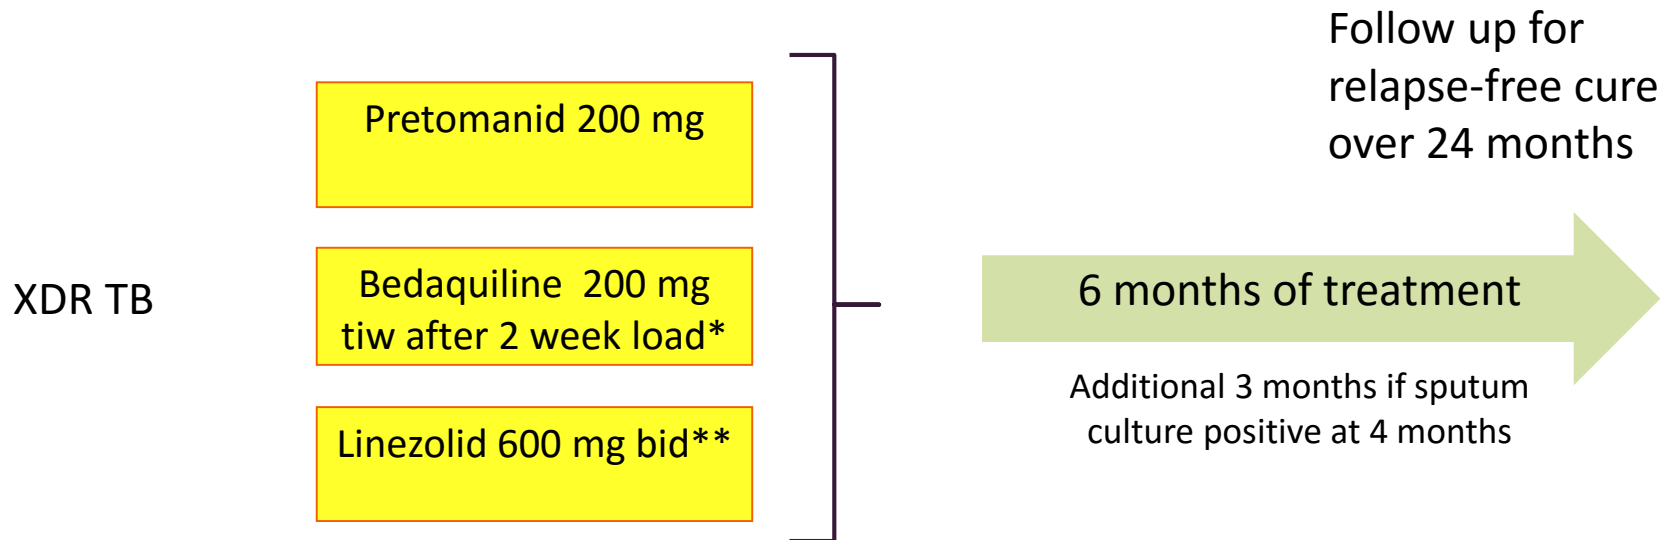 XDR TB
Pretomanid 200 mg
Bedaquiline  200 mg
tiw after 2 week load*
Linezolid 600 mg bid**
Follow up for
relapse-free cure
over 24 months
6 months of treatment
Additional 3 months if sputum
culture positive at 4 months